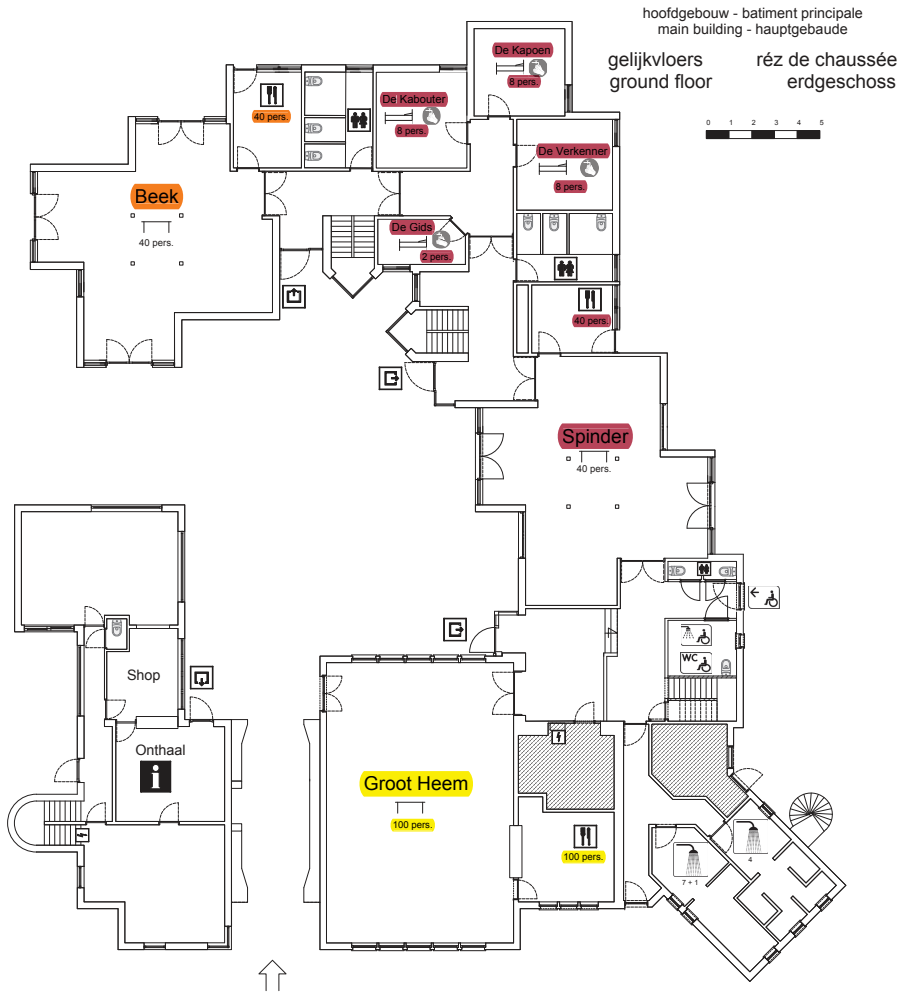 hoofdgebouw - batiment principale
main building - hauptgebaude
gelijkvloers réz de chaussée
ground floor erdgeschoss
0 1 2 3 4 5
De Kapoen
8 pers.
40 pers.
De Kabouter
8 pers.
De Verkenner
8 pers.
Beek
40 pers.
De Gids
2 pers.
40 pers.
Spinder
40 pers.
WC
Shop
Onthaal
i
Groot Heem
100 pers.
100 pers.
4
7 + 1